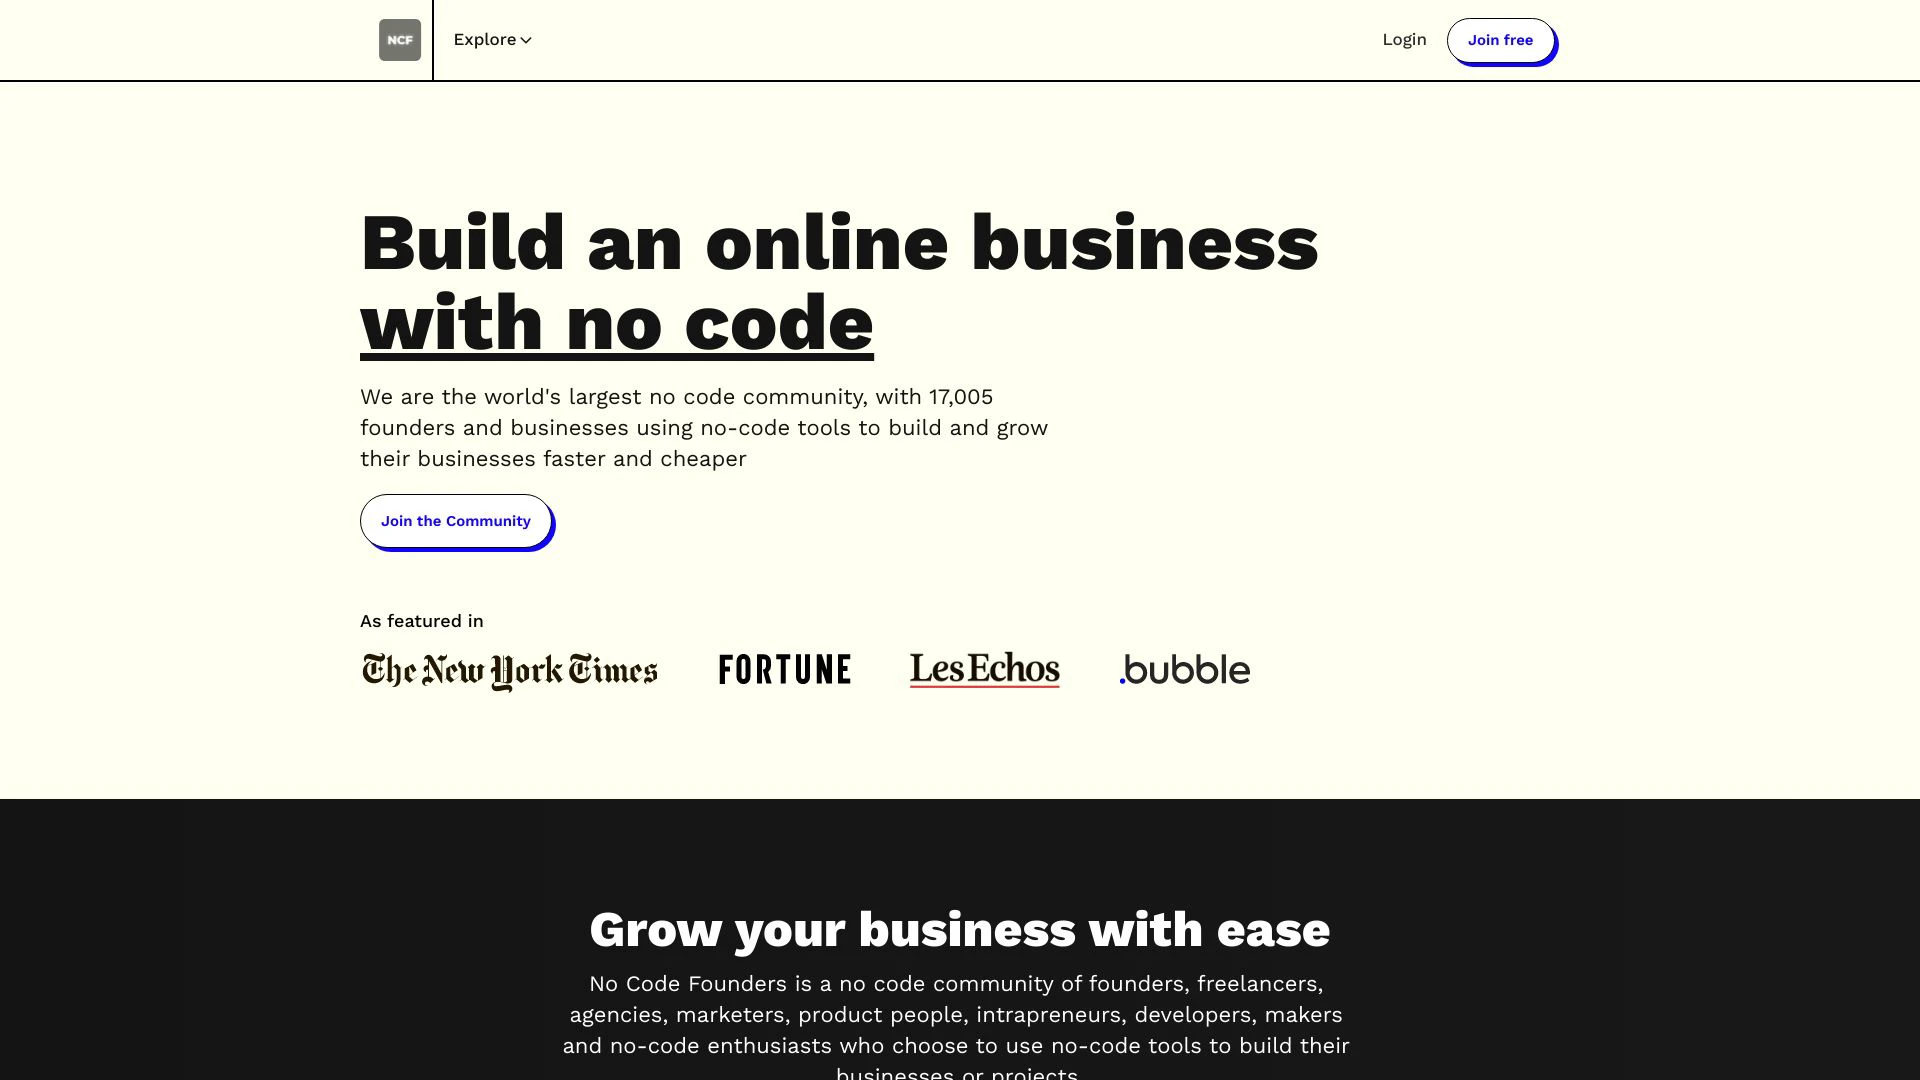 NCF
Explore
Login
Join free
Build an online business
with no code
We are the world's largest no code community, with 17,005
founders and businesses using no-code tools to build and grow
their businesses faster and cheaper
Join the Community
As featured in
The New York Times
FORTUNE
Les Echos
.bubble
Grow your business with ease
No Code Founders is a no code community of founders, freelancers,
agencies, marketers, product people, intrapreneurs, developers, makers
and no-code enthusiasts who choose to use no-code tools to build their
businesses or projects.